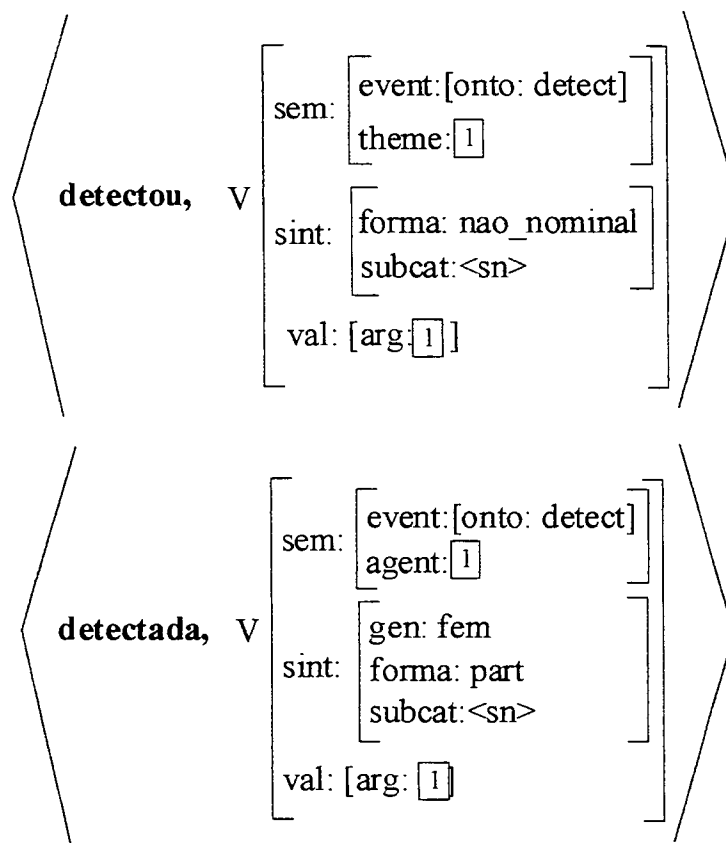 event:[onto: detect]
sem:
theme: 1
detectou, V
forma: nao_nominal
sint:
subcat:<sn>
val: [arg: 1 ]
event:[onto: detect]
sem:
agent: 1
detectada, V
gen: fem
sint: forma: part
subcat:<sn>
val: [arg: 1]